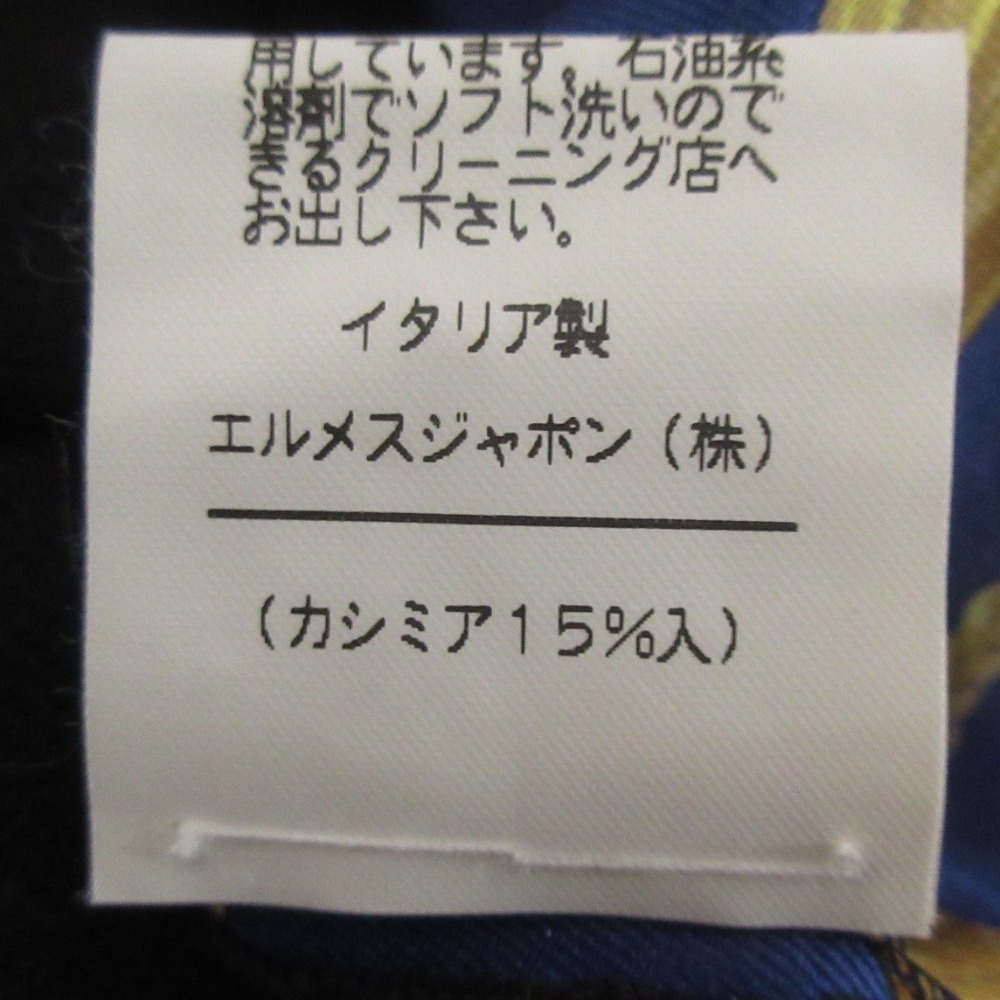 用しています。石油系
溶剤でソフト洗いので
きるクリーニング店へ
お出し下さい。
イタリア製
エルメスジャポン(株)
(カシミア15%入)